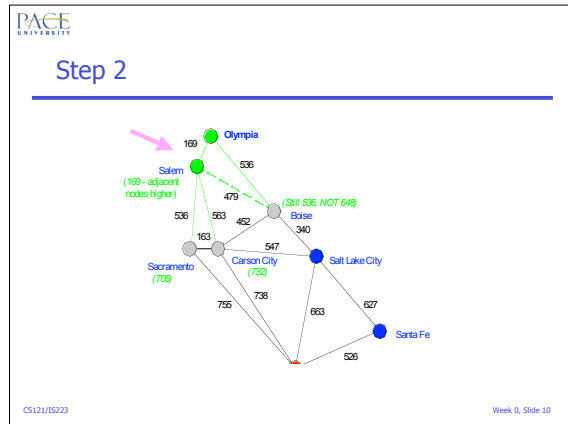 PACE
UNIVERSITY
Step 2
Olympia
169
Salem
536
(169 - adjacent
nodes higher)
479
(Still 536, NOT 648)
Boise
536
563
452
340
163
547
Sacramento
(705)
Carson City
(732)
Salt Lake City
755
738
663
627
Santa Fe
526
CS121/IS223
Week 0, Slide 10